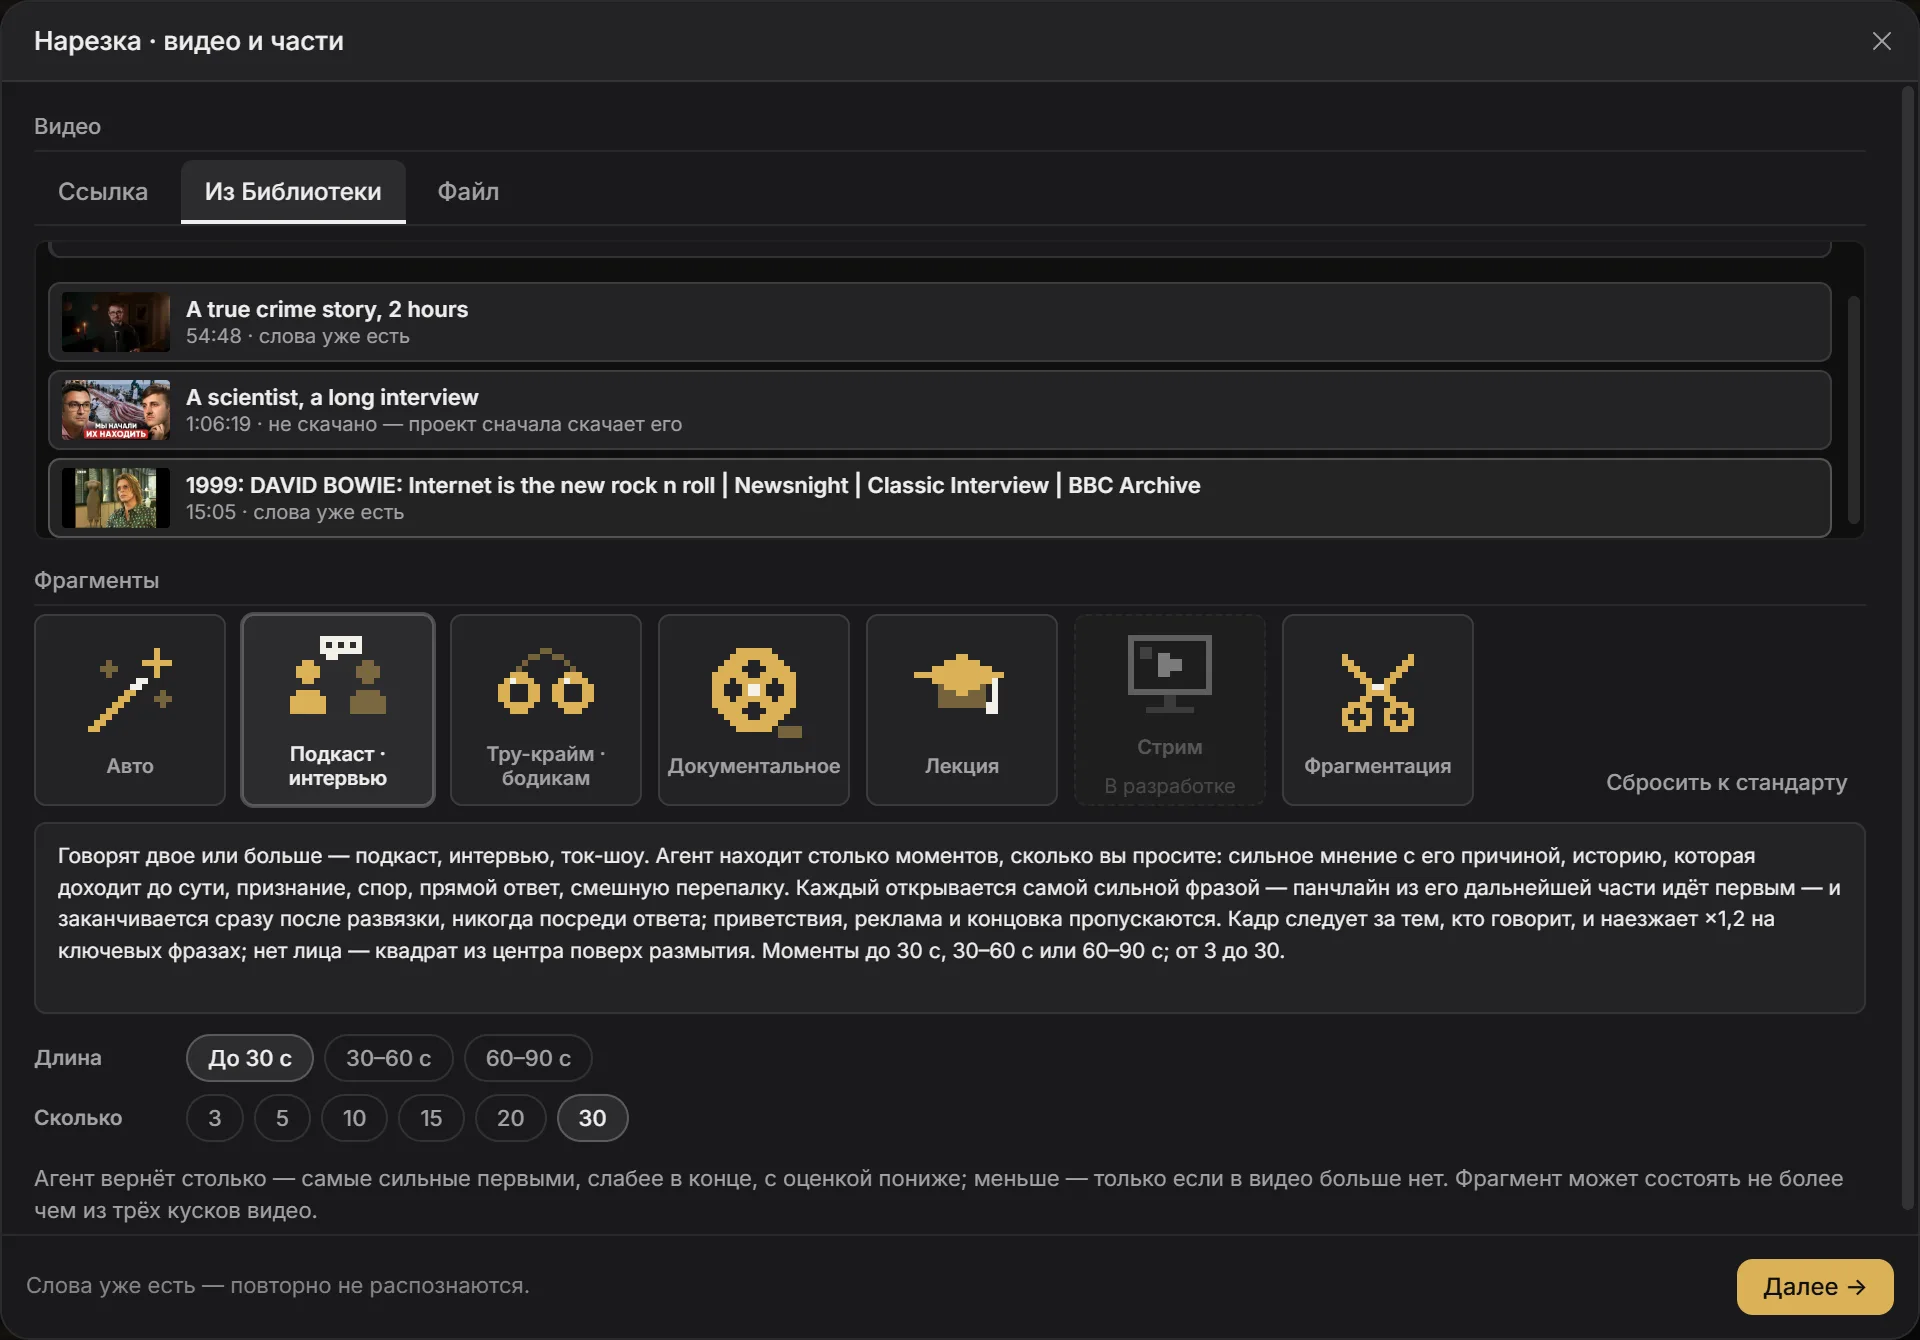 Нарезка · видео и части
Видео
Ссылка
Из Библиотеки
Файл
A true crime story, 2 hours
54:48 · слова уже есть
МЫ НАЧАЛИ
ИХ НАХОДИТЬ
A scientist, a long interview
1:06:19 · не скачано — проект сначала скачает его
1999: DAVID BOWIE: Internet is the new rock n roll | Newsnight | Classic Interview | BBC Archive
15:05 · слова уже есть
Фрагменты
Авто
Подкаст ·
интервью
Тру-крайм ·
бодикам
Документальное
Лекция
Стрим
В разработке
Фрагментация
Сбросить к стандарту
Говорят двое или больше — подкаст, интервью, ток-шоу. Агент находит столько моментов, сколько вы просите: сильное мнение с его причиной, историю, которая
доходит до сути, признание, спор, прямой ответ, смешную перепалку. Каждый открывается самой сильной фразой — панчлайн из его дальнейшей части идёт первым — и
заканчивается сразу после развязки, никогда посреди ответа; приветствия, реклама и концовка пропускаются. Кадр следует за тем, кто говорит, и наезжает ×1,2 на
ключевых фразах; нет лица — квадрат из центра поверх размытия. Моменты до 30 с, 30–60 с или 60–90 с; от 3 до 30.
Длина
До 30 с
30–60 с
60–90 с
Сколько
3
5
10
15
20
30
Агент вернёт столько — самые сильные первыми, слабее в конце, с оценкой пониже; меньше — только если в видео больше нет. Фрагмент может состоять не более
чем из трёх кусков видео.
Слова уже есть — повторно не распознаются.
Далее →